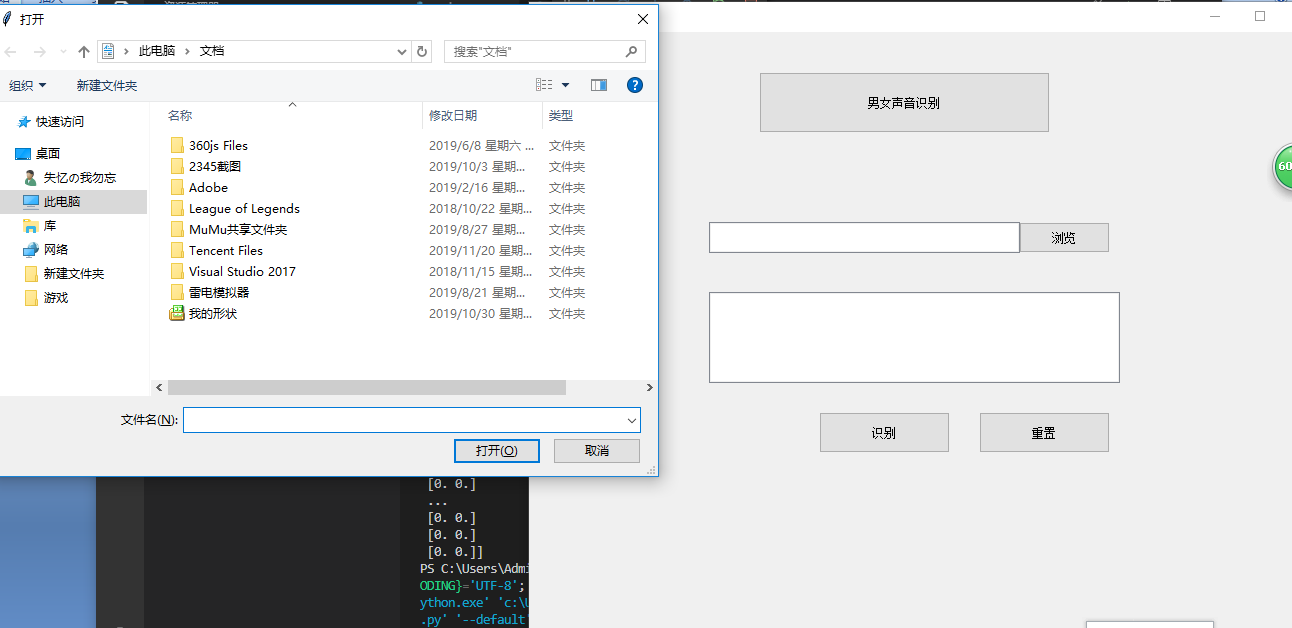 打开
此电脑 › 文档
搜索"文档"
组织
新建文件夹
快速访问
桌面
失忆の我勿忘
此电脑
库
网络
新建文件夹
游戏
名称 修改日期 类型
360js Files 2019/6/8 星期六 ... 文件夹
2345截图 2019/10/3 星期... 文件夹
Adobe 2019/2/16 星期... 文件夹
League of Legends 2018/10/22 星期... 文件夹
MuMu共享文件夹 2019/8/27 星期... 文件夹
Tencent Files 2019/11/20 星期... 文件夹
Visual Studio 2017 2018/11/15 星期... 文件夹
雷电模拟器 2019/8/21 星期... 文件夹
我的形状 2019/10/30 星期... 文件夹
文件名(N):
打开(O)
取消
男女声音识别
浏览
识别
重置
60
[0. 0.]
...
[0. 0.]
[0. 0.]
[0. 0.]]
PS C:\Users\Admi
ODING}='UTF-8';
ython.exe' 'c:\U
.py' '--default'